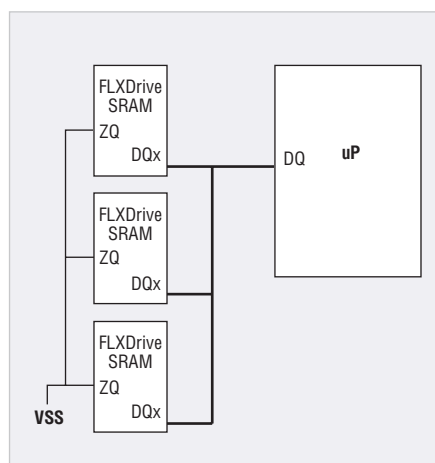 FLXDrive
SRAM
ZQ
DQx
DQ
uP
FLXDrive
SRAM
ZQ
DQx
FLXDrive
SRAM
ZQ
DQx
VSS